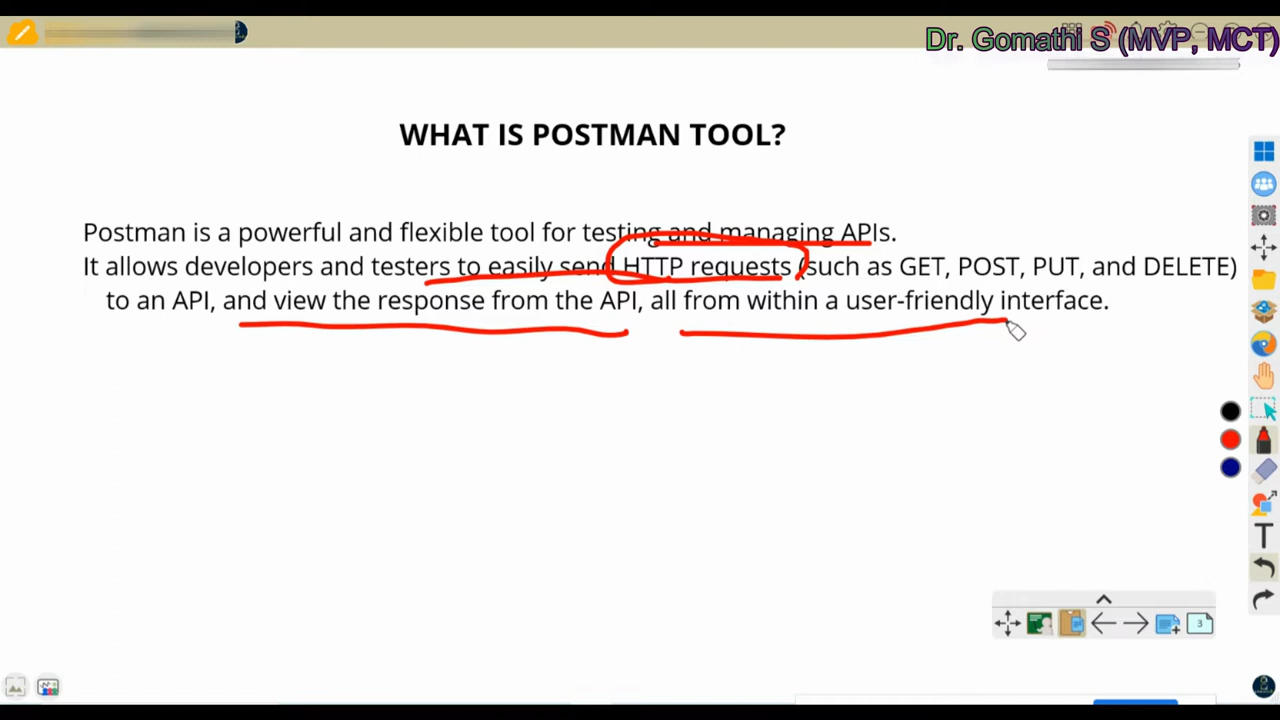 Dr. Gomathi S (MVP, MCT)
WHAT IS POSTMAN TOOL?
Postman is a powerful and flexible tool for testing and managing APIs.
It allows developers and testers to easily send HTTP requests (such as GET, POST, PUT, and DELETE)
to an API, and view the response from the API, all from within a user-friendly interface.
T
3